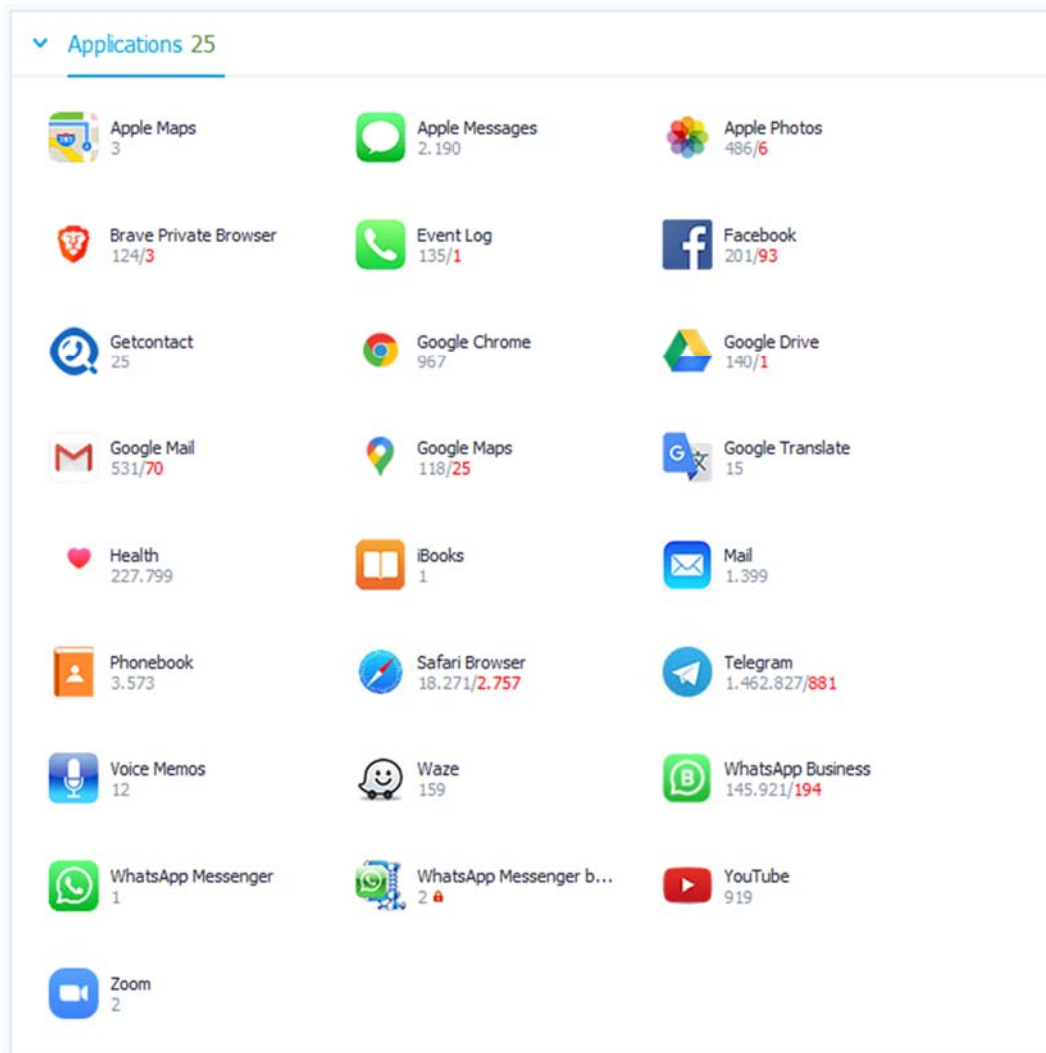 Applications 25
Apple Maps
3
Apple Messages
2.190
Apple Photos
486/6
Brave Private Browser
124/3
Event Log
135/1
Facebook
201/93
Getcontact
25
Google Chrome
967
Google Drive
140/1
Google Mail
531/70
Google Maps
118/25
Google Translate
15
Health
227.799
iBooks
1
Mail
1.399
Phonebook
3.573
Safari Browser
18.271/2.757
Telegram
1.462.827/881
Voice Memos
12
Waze
159
WhatsApp Business
145.921/194
WhatsApp Messenger
1
WhatsApp Messenger b...
2
YouTube
919
Zoom
2